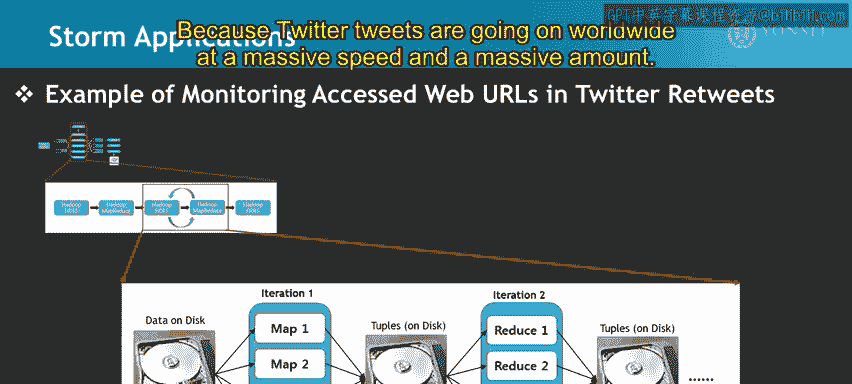 Storm Applications
Because Twitter tweets are going on worldwide
at a massive speed and a massive amount.
YONSEI
❖ Example of Monitoring Accessed Web URLs in Twitter Retweets
Hadoop
HDFS
Hadoop
MapReduce
Hadoop
HDFS
Hadoop
MapReduce
Hadoop
HDFS
Iteration 1
Iteration 2
Data on Disk
Map 1
Tuples (on Disk)
Reduce 1
Tuples (on Disk)
Map 2
Reduce 2
......